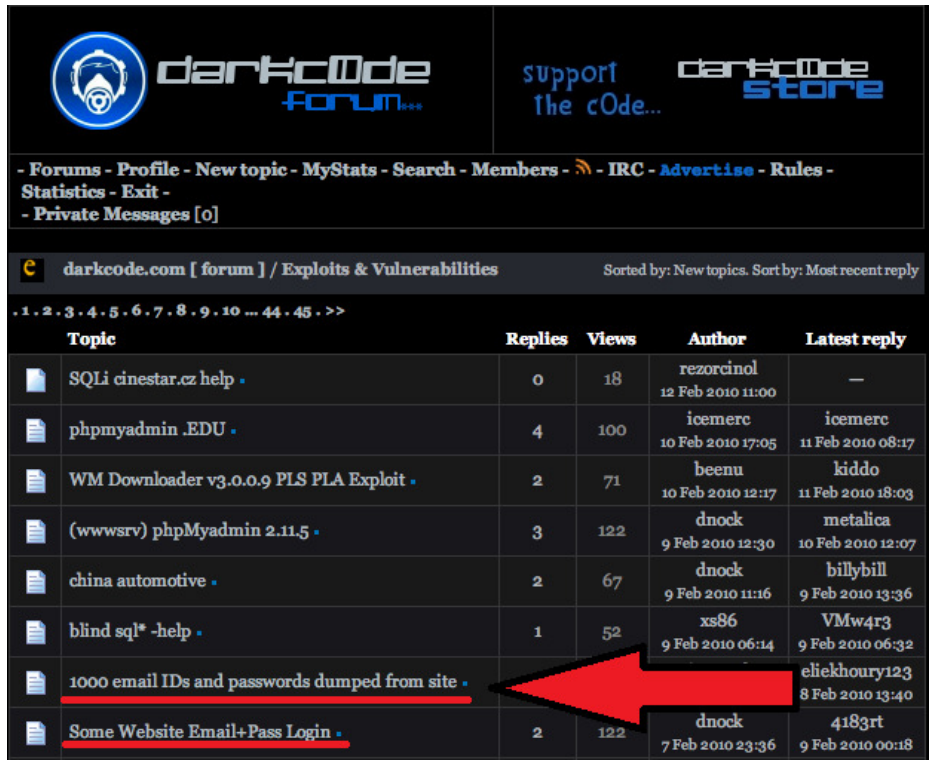 darkc0de
forum...
support
the c0de...
darkc0de
store
- Forums - Profile - New topic - MyStats - Search - Members - - IRC - Advertise - Rules -
Statistics - Exit -
- Private Messages [0]
darkcode.com [ forum ] / Exploits & Vulnerabilities Sorted by: New topics. Sort by: Most recent reply
. 1 . 2 . 3 . 4 . 5 . 6 . 7 . 8 . 9 . 10 ... 44 . 45 . >>
Topic Replies Views Author Latest reply
SQLi cinestar.cz help 0 18 rezorcinol —
12 Feb 2010 11:00
phpmyadmin .EDU 4 100 icemerc icemerc
10 Feb 2010 17:05 11 Feb 2010 08:17
WM Downloader v3.0.0.9 PLS PLA Exploit 2 71 beenu kiddo
10 Feb 2010 12:17 11 Feb 2010 18:03
(wwwsrv) phpMyadmin 2.11.5 3 122 dnock metalica
9 Feb 2010 12:30 10 Feb 2010 12:07
china automotive 2 67 dnock billybill
9 Feb 2010 11:16 9 Feb 2010 13:36
blind sql* -help 1 52 xs86 VMw4r3
9 Feb 2010 06:14 9 Feb 2010 06:32
1000 email IDs and passwords dumped from site eliekhoury123
8 Feb 2010 13:40
Some Website Email+Pass Login 2 122 dnock 4183rt
7 Feb 2010 23:36 9 Feb 2010 00:18